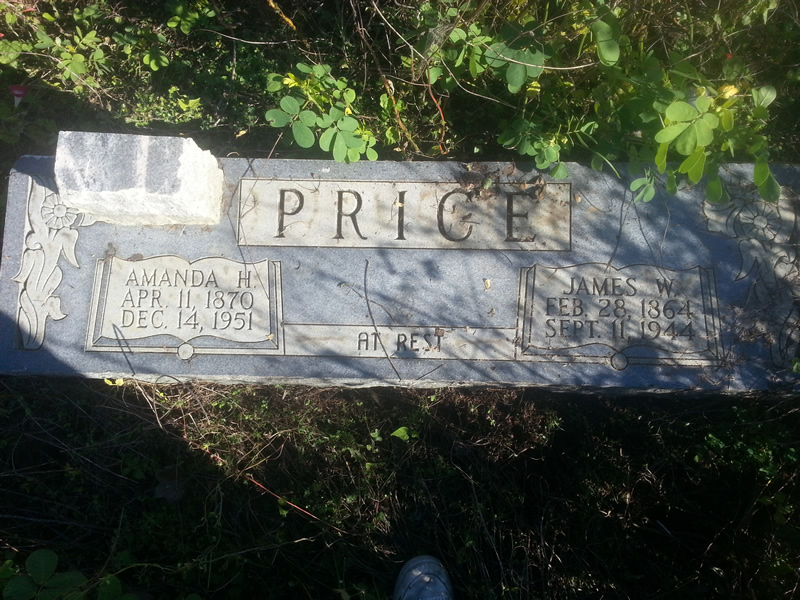 PRICE
AMANDA H.
APR. 11, 1870
DEC. 14, 1951
AT REST
JAMES W.
FEB. 28, 1864
SEPT. 11, 1944